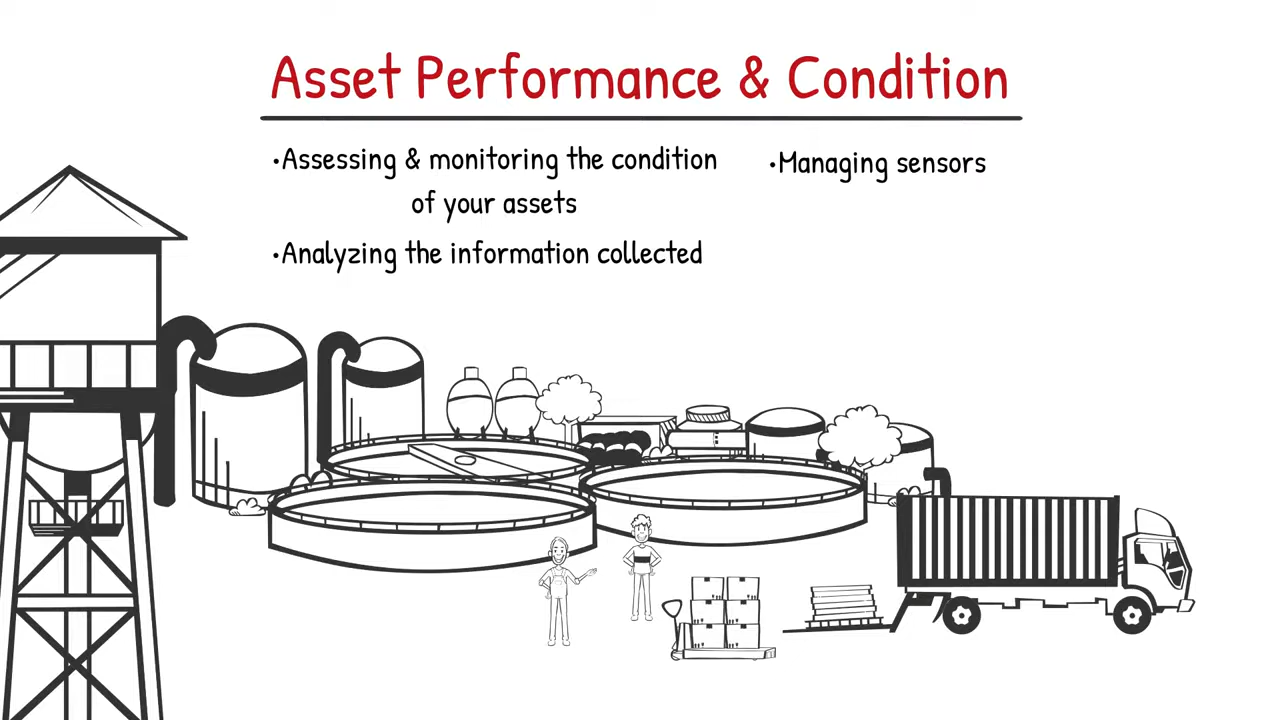 Asset Performance & Condition
•Assessing & monitoring the condition
of your assets
•Analyzing the information collected
•Managing sensors